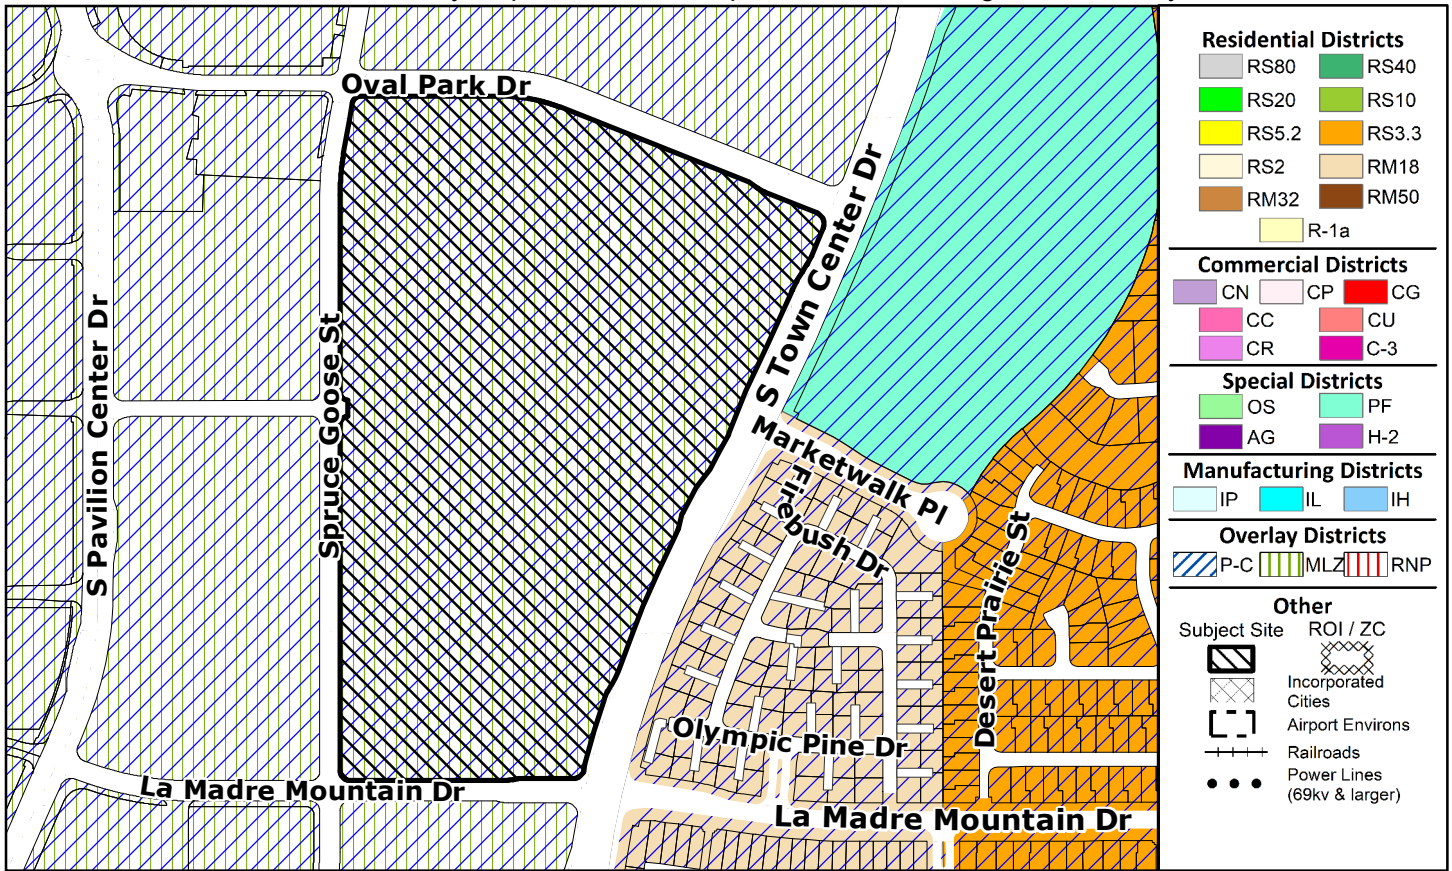 Oval Park Dr
S Town Center Dr
S Pavilion Center Dr
Spruce Goose St
Marketwalk Pl
Firebush Dr
Desert Prairie St
Olympic Pine Dr
La Madre Mountain Dr
La Madre Mountain Dr
Residential Districts
RS80 RS40
RS20 RS10
RS5.2 RS3.3
RS2 RM18
RM32 RM50
R-1a
Commercial Districts
CN CP CG
CC CU
CR C-3
Special Districts
OS PF
AG H-2
Manufacturing Districts
IP IL IH
Overlay Districts
P-C MLZ RNP
Other
Subject Site ROI / ZC
Incorporated
Cities
Airport Environs
Railroads
Power Lines
(69kv & larger)